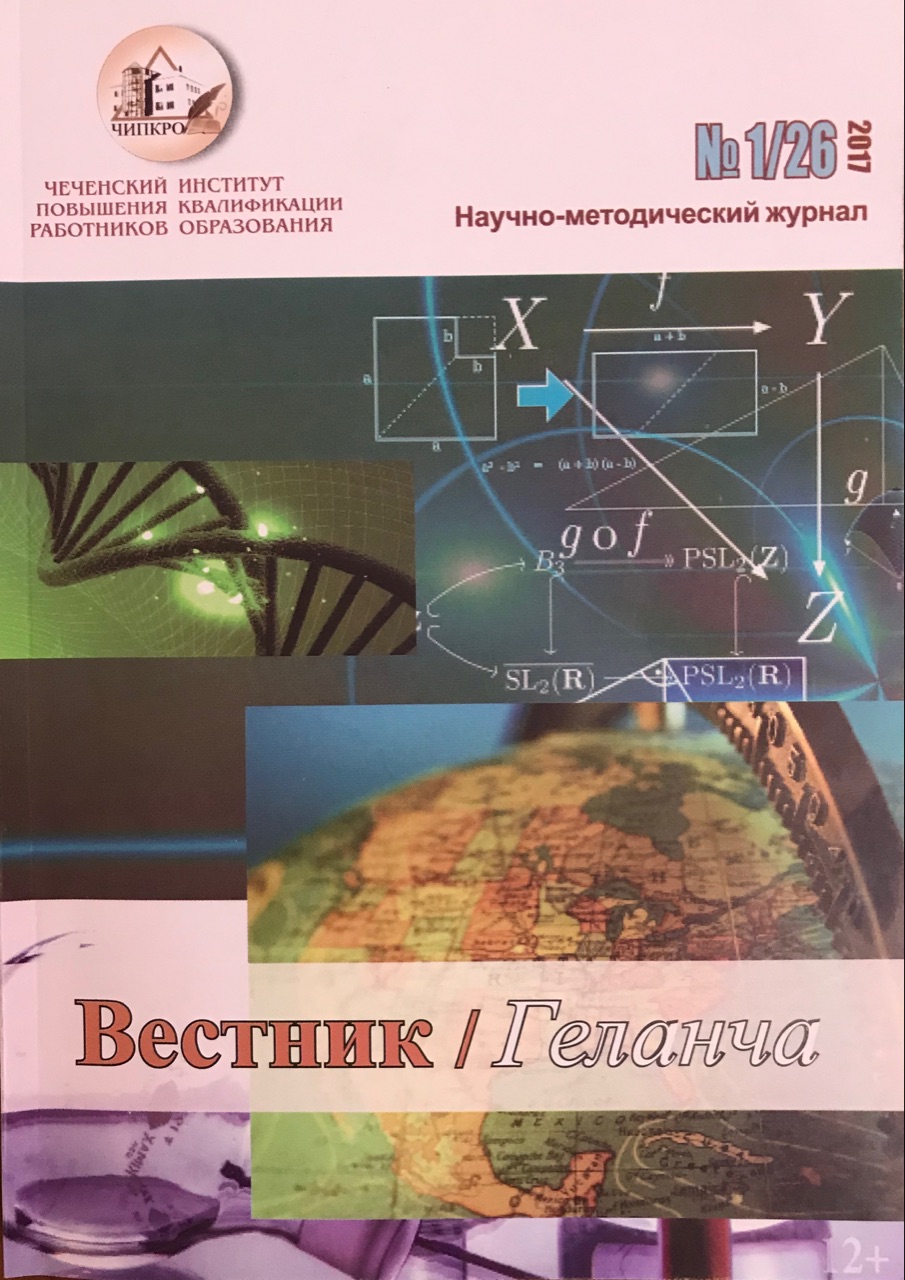 ЧИПКРО
ЧЕЧЕНСКИЙ ИНСТИТУТ
ПОВЫШЕНИЯ КВАЛИФИКАЦИИ
РАБОТНИКОВ ОБРАЗОВАНИЯ
№ 1/26 2017
Научно-методический журнал
f
X
Y
a + b
b
b
a
a - b
a
(a + b) (a - b)
g
g o f
B₃
PSL₂(Z)
Z
SL₂(R)
PSL₂(R)
Вестник / Геланча
MEXICO
12+